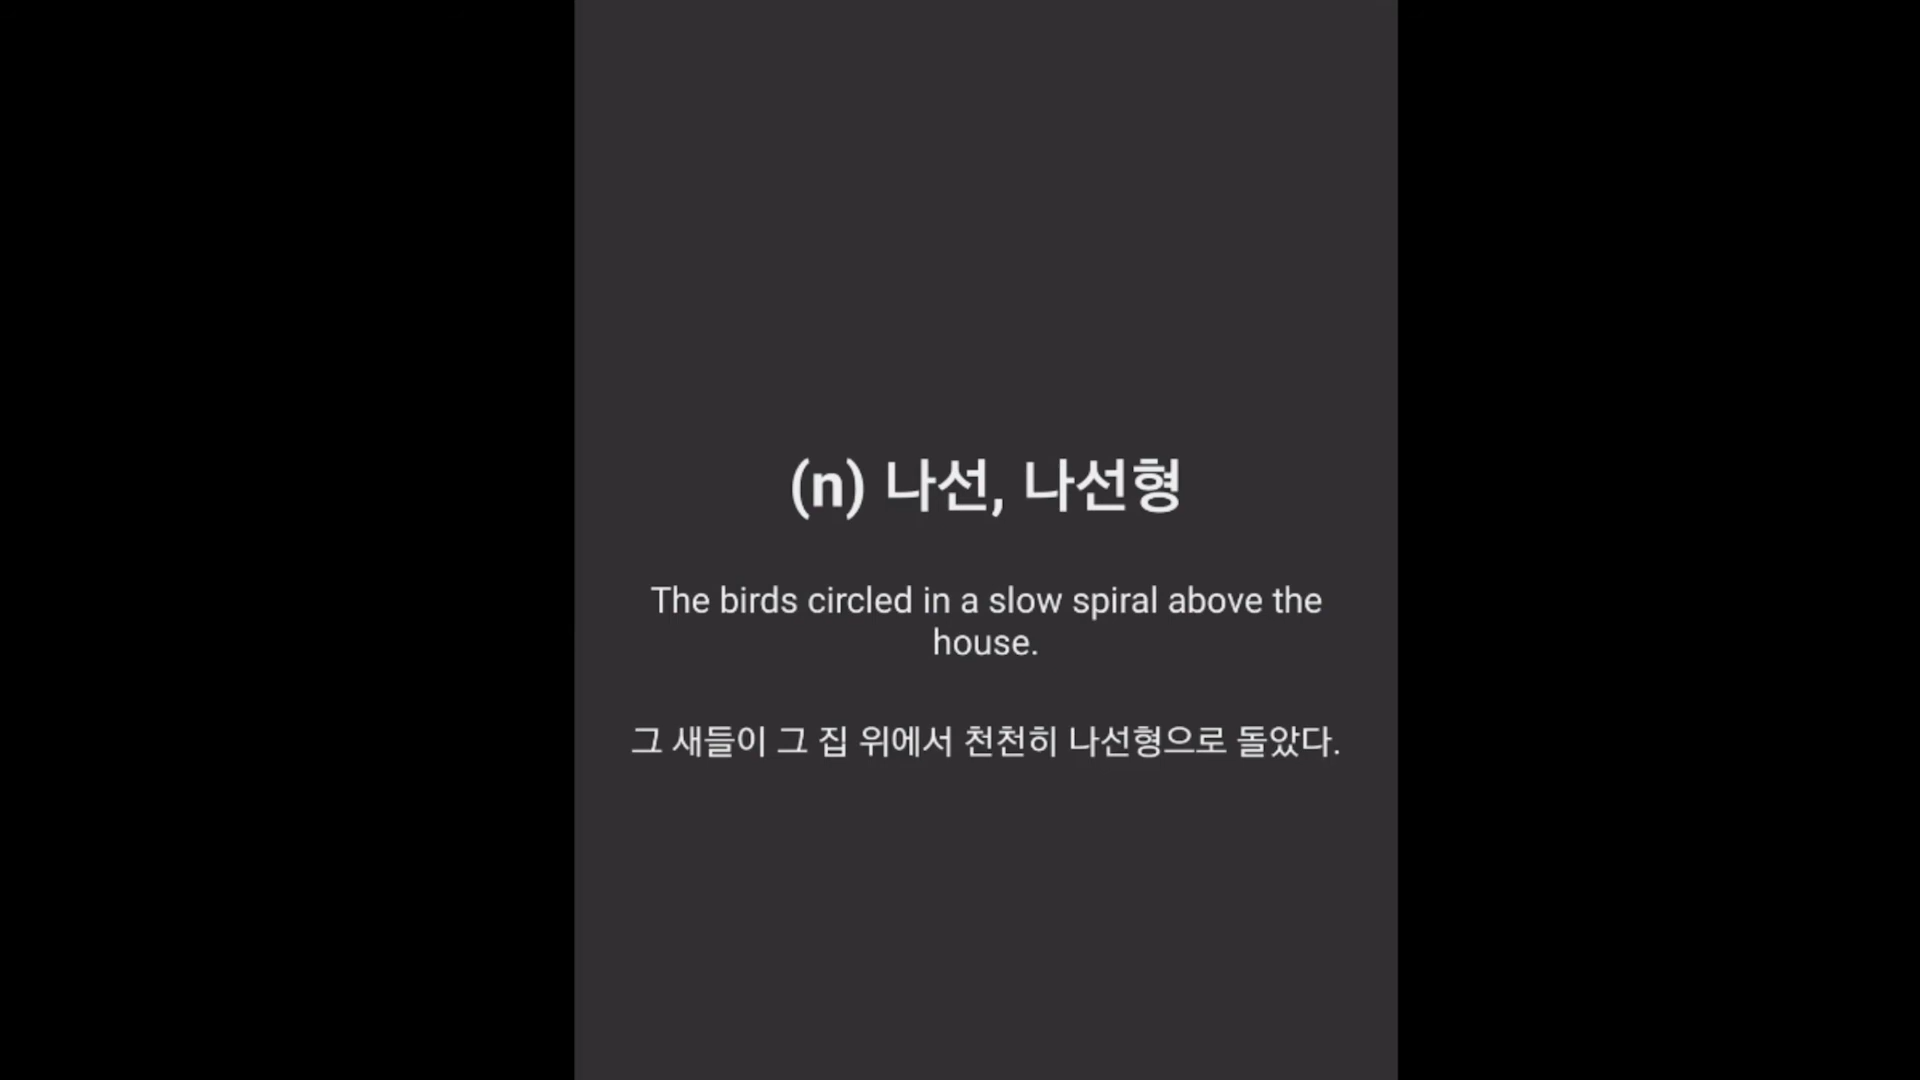 (n) 나선, 나선형
The birds circled in a slow spiral above the
house.
그 새들이 그 집 위에서 천천히 나선형으로 돌았다.